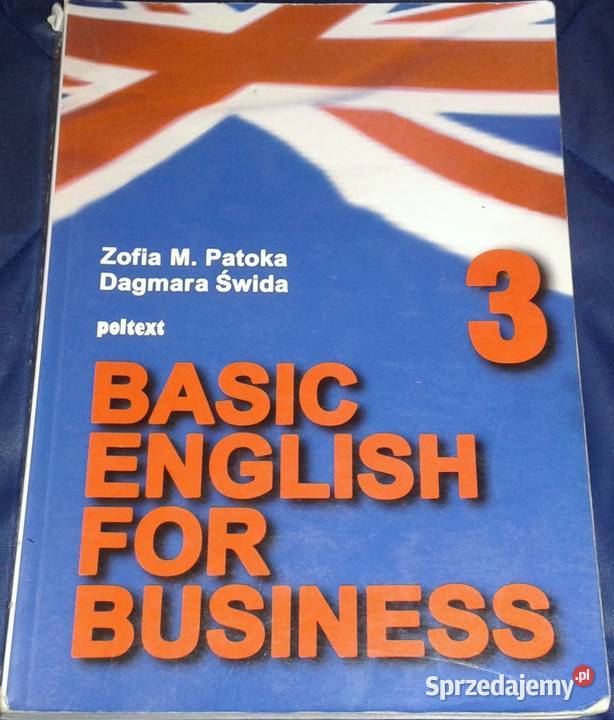 Zofia M. Patoka
Dagmara Świda
3
poltext
BASIC
ENGLISH
FOR
BUSINESS
Sprzedajemy.pl